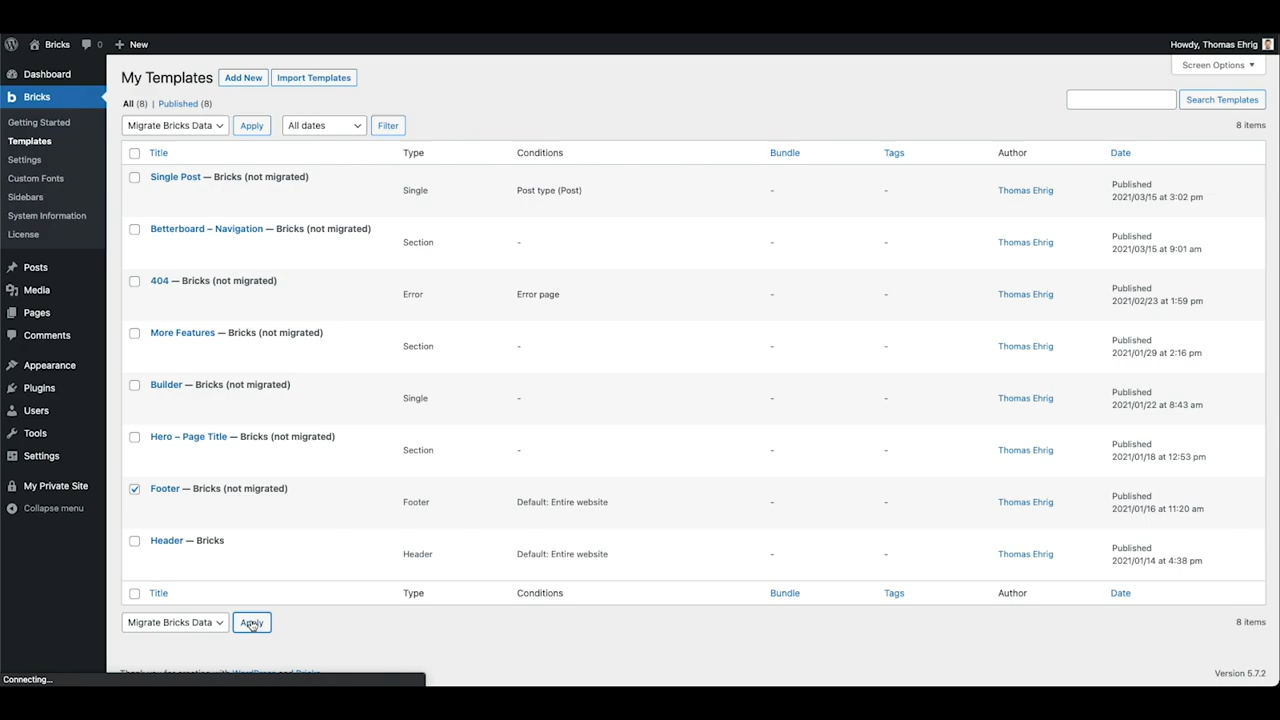 Bricks 0 New Howdy, Thomas Ehrig
Screen Options
Dashboard
Bricks
Getting Started
Templates
Settings
Custom Fonts
Sidebars
System Information
License
Posts
Media
Pages
Comments
Appearance
Plugins
Users
Tools
Settings
My Private Site
Collapse menu
My Templates Add New Import Templates
All (8) | Published (8)
Search Templates
Migrate Bricks Data Apply All dates Filter 8 items
Title Type Conditions Bundle Tags Author Date
Single Post — Bricks (not migrated) Single Post type (Post) - - Thomas Ehrig Published
2021/03/15 at 3:02 pm
Betterboard – Navigation — Bricks (not migrated) Section - - - Thomas Ehrig Published
2021/03/15 at 9:01 am
404 — Bricks (not migrated) Error Error page - - Thomas Ehrig Published
2021/02/23 at 1:59 pm
More Features — Bricks (not migrated) Section - - - Thomas Ehrig Published
2021/01/29 at 2:16 pm
Builder — Bricks (not migrated) Single - - - Thomas Ehrig Published
2021/01/22 at 8:43 am
Hero – Page Title — Bricks (not migrated) Section - - - Thomas Ehrig Published
2021/01/18 at 12:53 pm
Footer — Bricks (not migrated) Footer Default: Entire website - - Thomas Ehrig Published
2021/01/16 at 11:20 am
Header — Bricks Header Default: Entire website - - Thomas Ehrig Published
2021/01/14 at 4:38 pm
Title Type Conditions Bundle Tags Author Date
Migrate Bricks Data Apply 8 items
Thank you for creating with WordPress and Bricks. Version 5.7.2
Connecting...